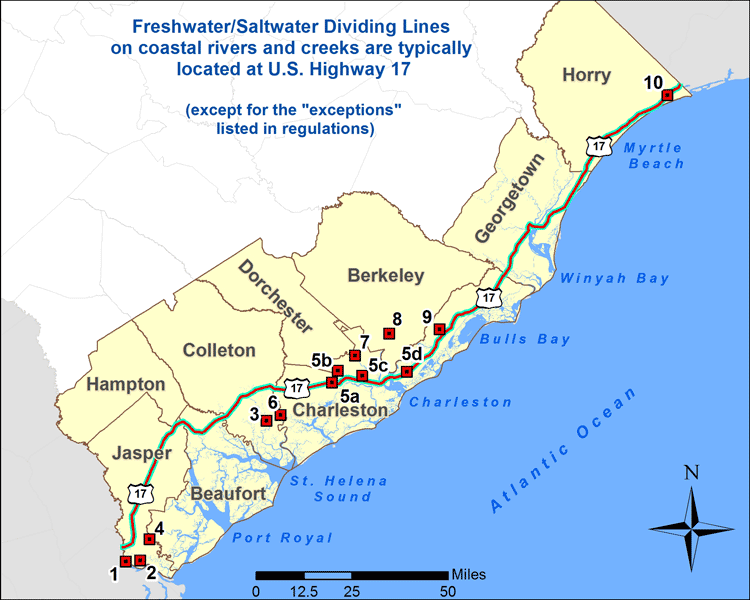 Freshwater/Saltwater Dividing Lines
on coastal rivers and creeks are typically
located at U.S. Highway 17
(except for the "exceptions"
listed in regulations)
Horry
10
17
Myrtle
Beach
Georgetown
Winyah Bay
Berkeley
Dorchester
17
8
9
Bulls Bay
7
Colleton
5b
5c
5d
Hampton
17
5a
6
3
Charleston
Charleston
Jasper
Atlantic Ocean
St. Helena
Sound
17
Beaufort
N
4
Port Royal
1
2
Miles
0
12.5
25
50